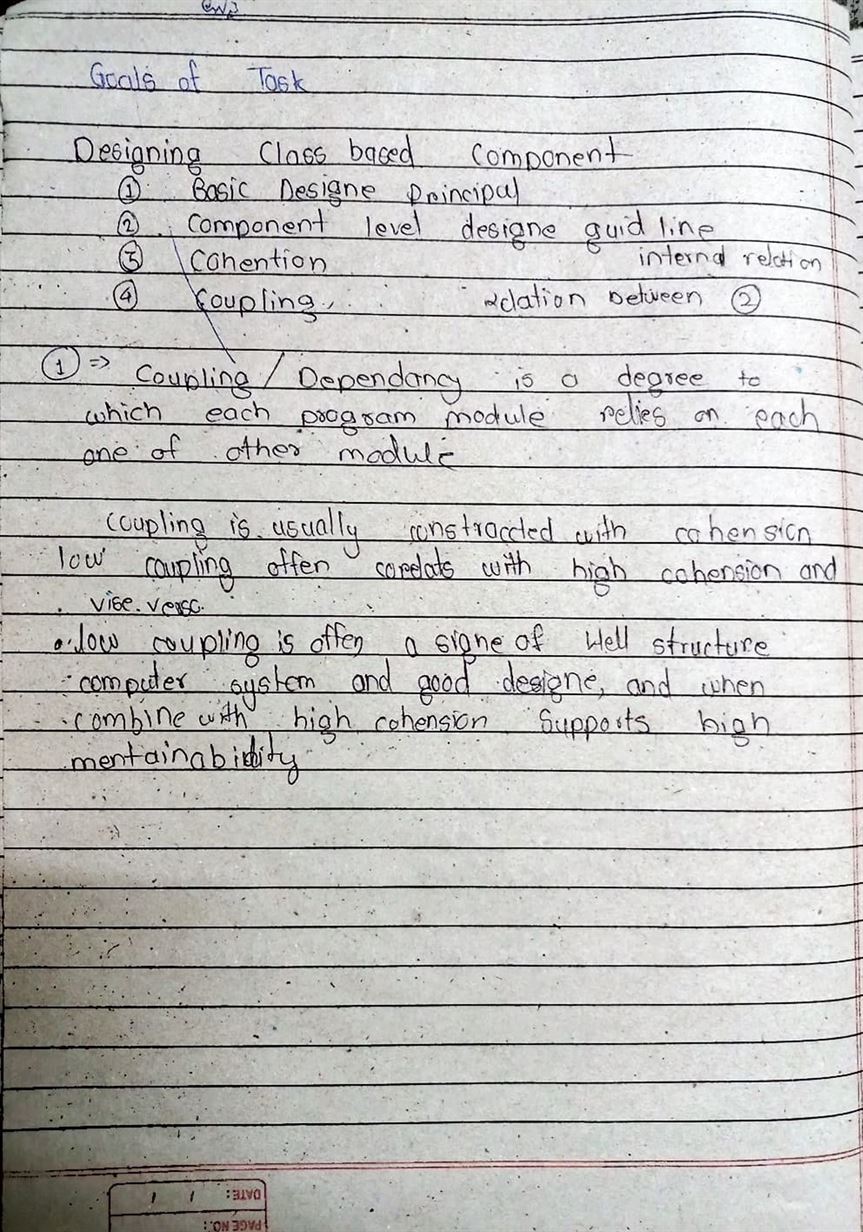 Goals of Task
Designing Class based Component
① Basic Designe Principal
② Component level designe guid line
③ Cohention internal relation
④ Coupling, relation between ②
① ⇒ Coupling / Dependancy is a degree to
which each program module relies on each
one of other module
Coupling is usually constraccted with cohension
low coupling offen corelats with high cohension and
vise.versa.
•low coupling is offen a signe of Well structure
computer system and good designe, and when
combine with high cohension Supports high
mentainability
DATE: / /
PAGE NO.: